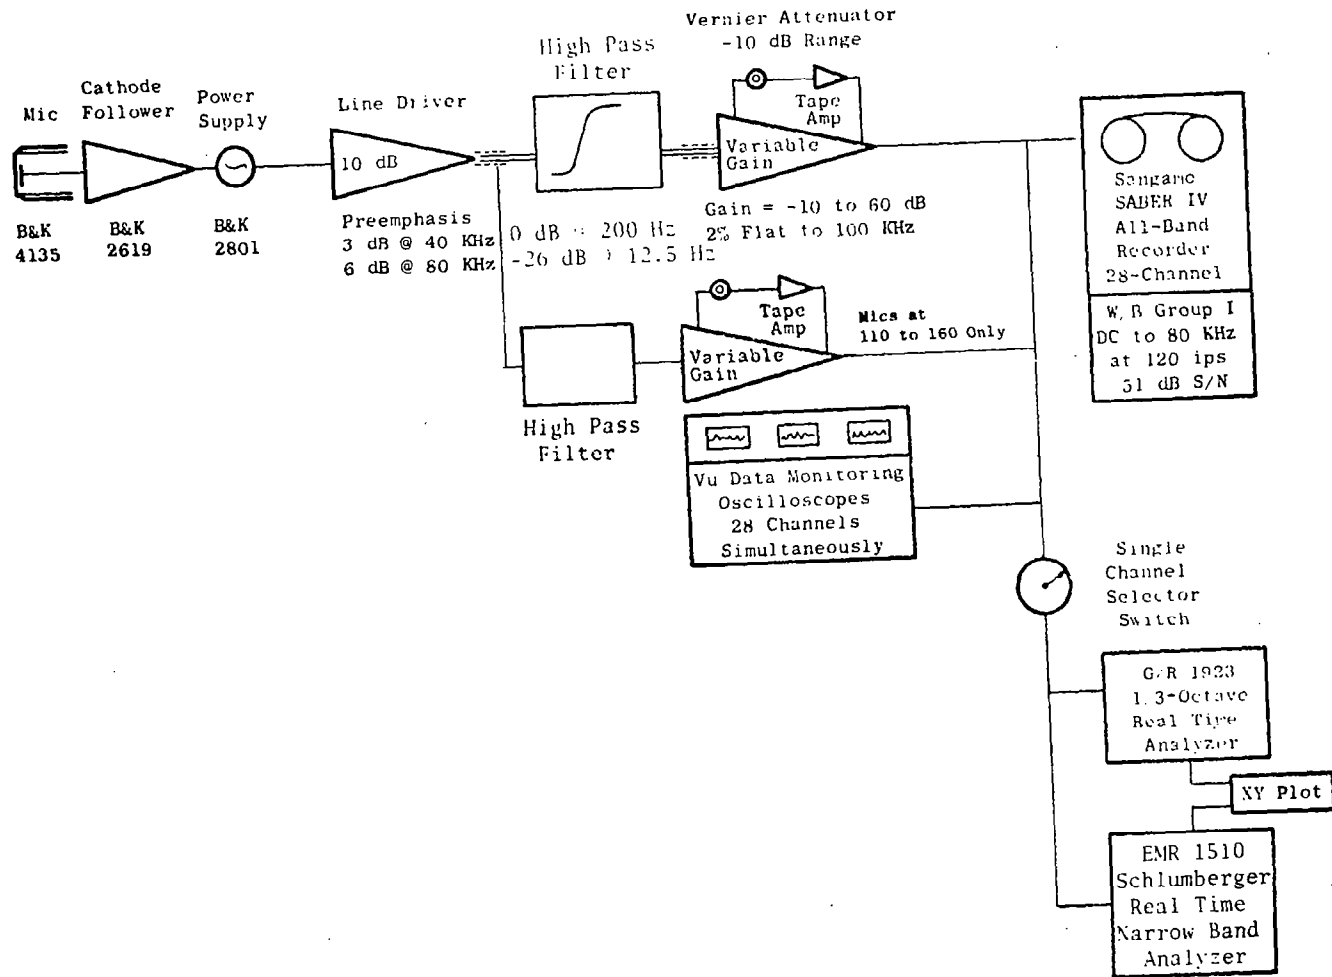 Mic
B&K
4135
Cathode
Follower
B&K
2619
Power
Supply
B&K
2801
Line Driver
10 dB
Preemphasis
3 dB @ 40 KHz
6 dB @ 80 KHz
High Pass
Filter
0 dB 200 Hz
-26 dB 12.5 Hz
Vernier Attenuator
-10 dB Range
Tape
Amp
Variable
Gain
Gain = -10 to 60 dB
2% Flat to 100 KHz
High Pass
Filter
Tape
Amp
Variable
Gain
Mics at
110 to 160 Only
Vu Data Monitoring
Oscilloscopes
28 Channels
Simultaneously
Sangamo
SABER IV
All-Band
Recorder
28-Channel
W.B Group I
DC to 80 KHz
at 120 ips
31 dB S/N
Single
Channel
Selector
Switch
G/R 1923
1/3-Octave
Real Time
Analyzer
XY Plot
EMR 1510
Schlumberger
Real Time
Narrow Band
Analyzer